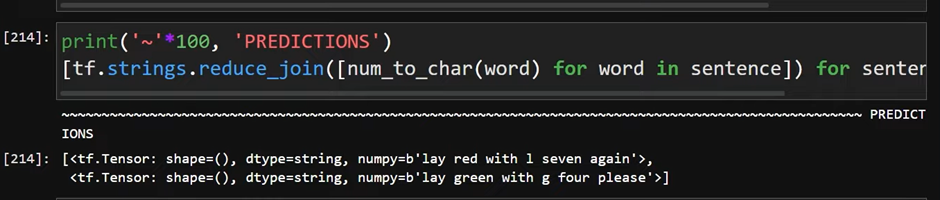 [214]:
print('~'*100, 'PREDICTIONS')
[tf.strings.reduce_join([num_to_char(word) for word in sentence]) for senter
~~~~~~~~~~~~~~~~~~~~~~~~~~~~~~~~~~~~~~~~~~~~~~~~~~~~~~~~~~~~~~~~~~~~~~~~~~~~~~~~~~~~~~~~~~~~~~~~~~~~ PREDICT
IONS
[214]:
[<tf.Tensor: shape=(), dtype=string, numpy=b'lay red with l seven again'>,
<tf.Tensor: shape=(), dtype=string, numpy=b'lay green with g four please'>]